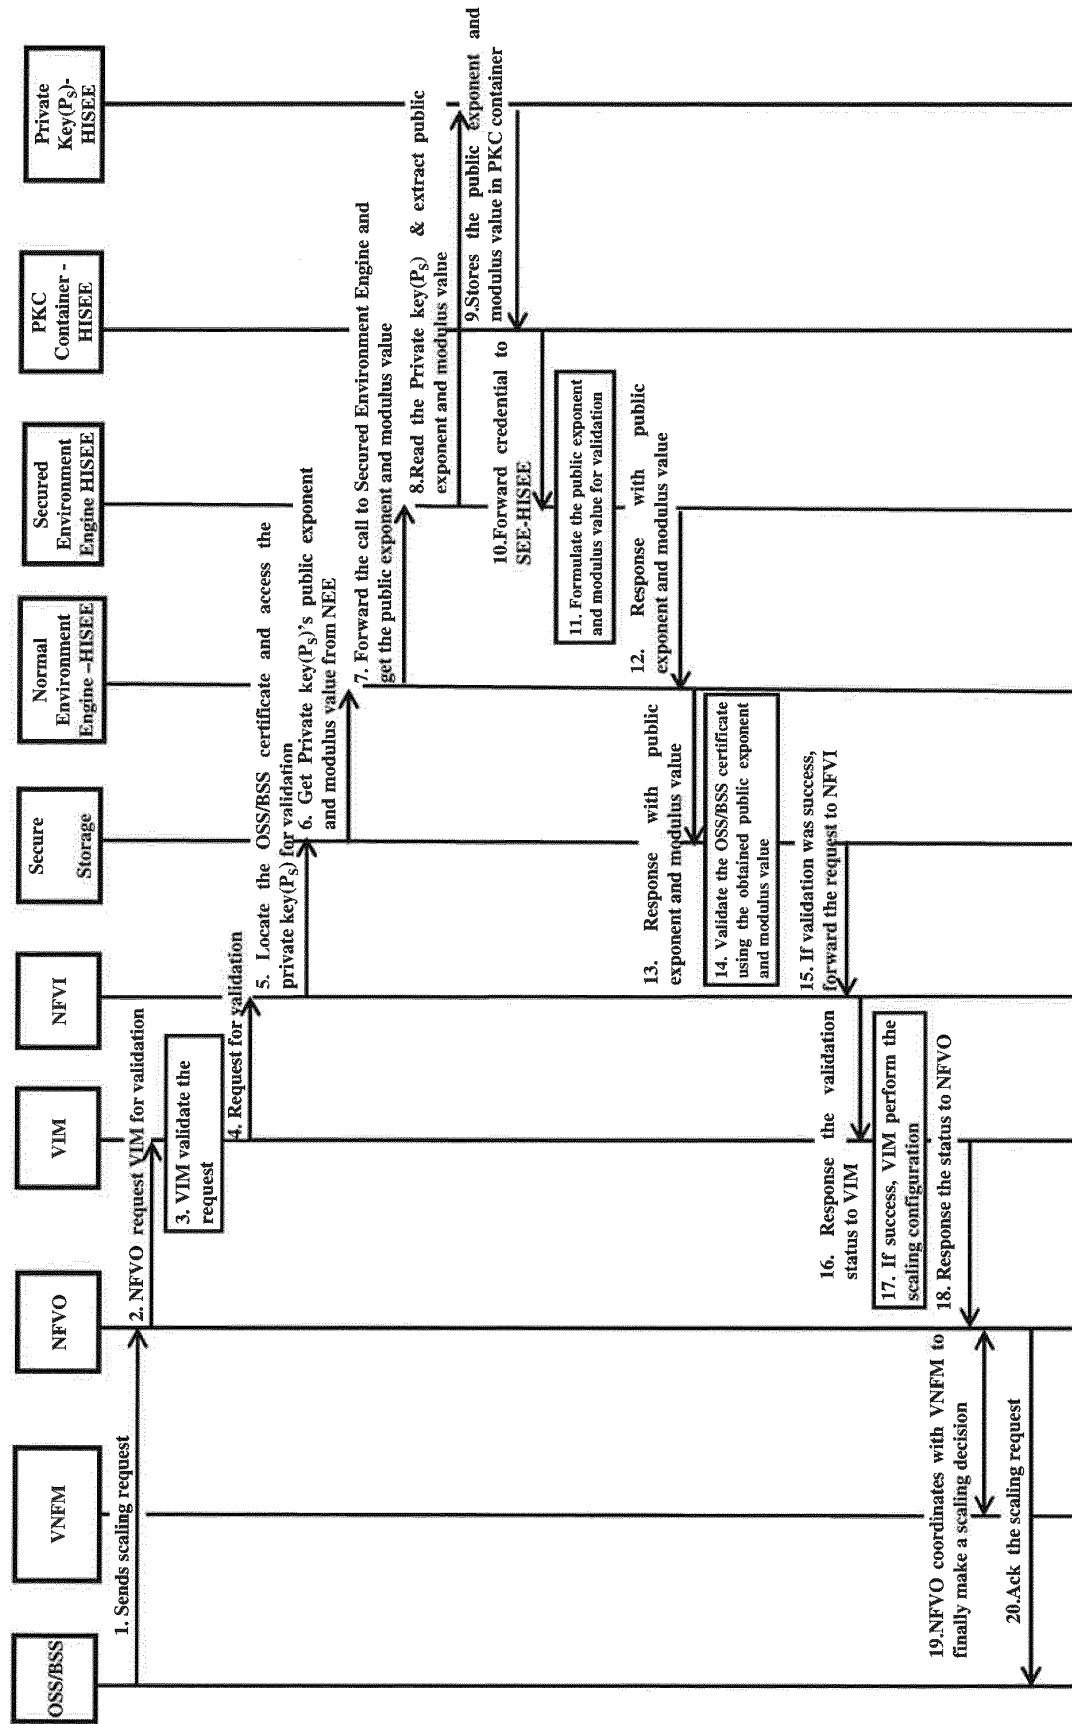 OSS/BSS
VNFM
NFVO
VIM
NFVI
Secure
Storage
Normal
Environment
Engine –HISEE
Secured
Environment
Engine HISEE
PKC
Container -
HISEE
Private
Key(PS)-
HISEE
1. Sends scaling request
2. NFVO request VIM for validation
3. VIM validate the
request
4. Request for validation
5. Locate the OSS/BSS certificate and access the
private key(PS) for validation
6. Get Private key(PS)'s public exponent
and modulus value from NEE
7. Forward the call to Secured Environment Engine and
get the public exponent and modulus value
8.Read the Private key(PS) & extract public
exponent and modulus value
9.Stores the public exponent and
modulus value in PKC container
10.Forward credential to
SEE-HISEE
11. Formulate the public exponent
and modulus value for validation
12. Response with public
exponent and modulus value
13. Response with public
exponent and modulus value
14. Validate the OSS/BSS certificate
using the obtained public exponent
and modulus value
15. If validation was success,
forward the request to NFVI
16. Response the validation
status to VIM
17. If success, VIM perform the
scaling configuration
18. Response the status to NFVO
19.NFVO coordinates with VNFM to
finally make a scaling decision
20.Ack the scaling request